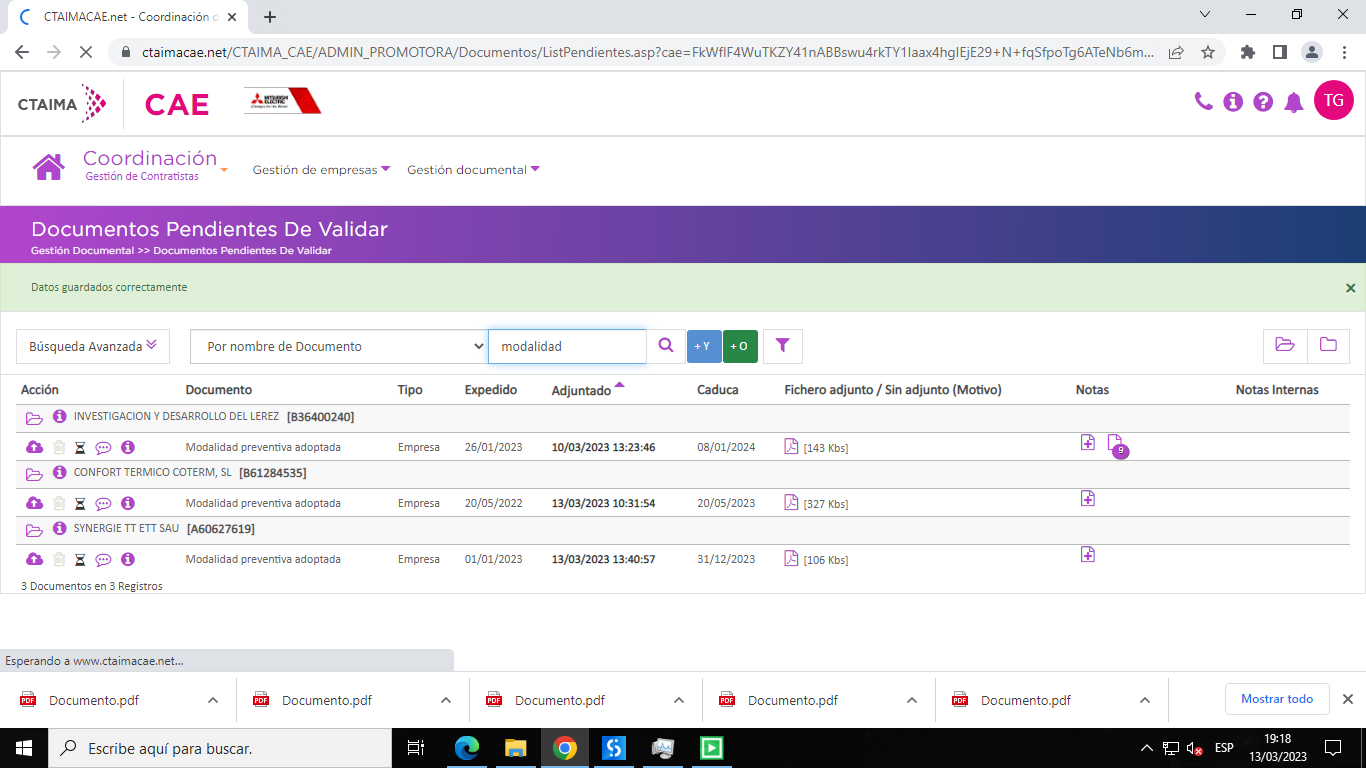 CTAIMACAE.net - Coordinación d
ctaimacae.net/CTAIMA_CAE/ADMIN_PROMOTORA/Documentos/ListPendientes.asp?cae=FkWflF4WuTKZY41nABBswu4rkTY1Iaax4hgIEjE29+N+fqSfpoTg6ATeNb6m...
CTAIMA
CAE
MITSUBISHI ELECTRIC
Changes for the Better
TG
Coordinación
Gestión de Contratistas
Gestión de empresas
Gestión documental
Documentos Pendientes De Validar
Gestión Documental >> Documentos Pendientes De Validar
Datos guardados correctamente
Búsqueda Avanzada
Por nombre de Documento
modalidad
+ Y
+ O
Acción Documento Tipo Expedido Adjuntado Caduca Fichero adjunto / Sin adjunto (Motivo) Notas Notas Internas
INVESTIGACION Y DESARROLLO DEL LEREZ [B36400240]
Modalidad preventiva adoptada Empresa 26/01/2023 10/03/2023 13:23:46 08/01/2024 [143 Kbs] 9
CONFORT TERMICO COTERM, SL [B61284535]
Modalidad preventiva adoptada Empresa 20/05/2022 13/03/2023 10:31:54 20/05/2023 [327 Kbs]
SYNERGIE TT ETT SAU [A60627619]
Modalidad preventiva adoptada Empresa 01/01/2023 13/03/2023 13:40:57 31/12/2023 [106 Kbs]
3 Documentos en 3 Registros
Esperando a www.ctaimacae.net...
Documento.pdf Documento.pdf Documento.pdf Documento.pdf Documento.pdf Mostrar todo
Escribe aquí para buscar.
ESP
19:18
13/03/2023